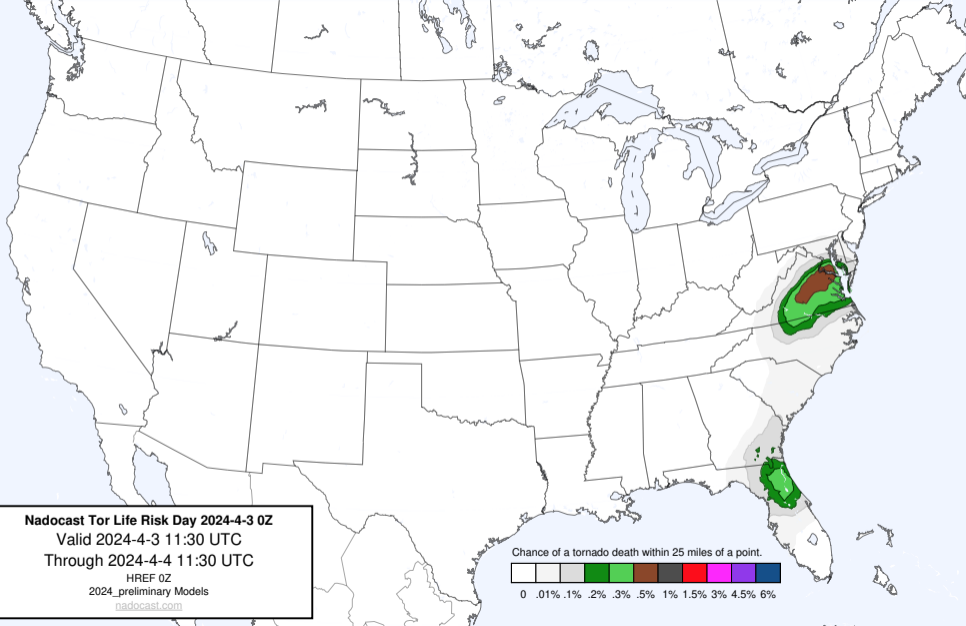 Nadocast Tor Life Risk Day 2024-4-3 0Z
Valid 2024-4-3 11:30 UTC
Through 2024-4-4 11:30 UTC
HREF 0Z
2024_preliminary Models
nadocast.com
Chance of a tornado death within 25 miles of a point.
0 .01% .1% .2% .3% .5% 1% 1.5% 3% 4.5% 6%